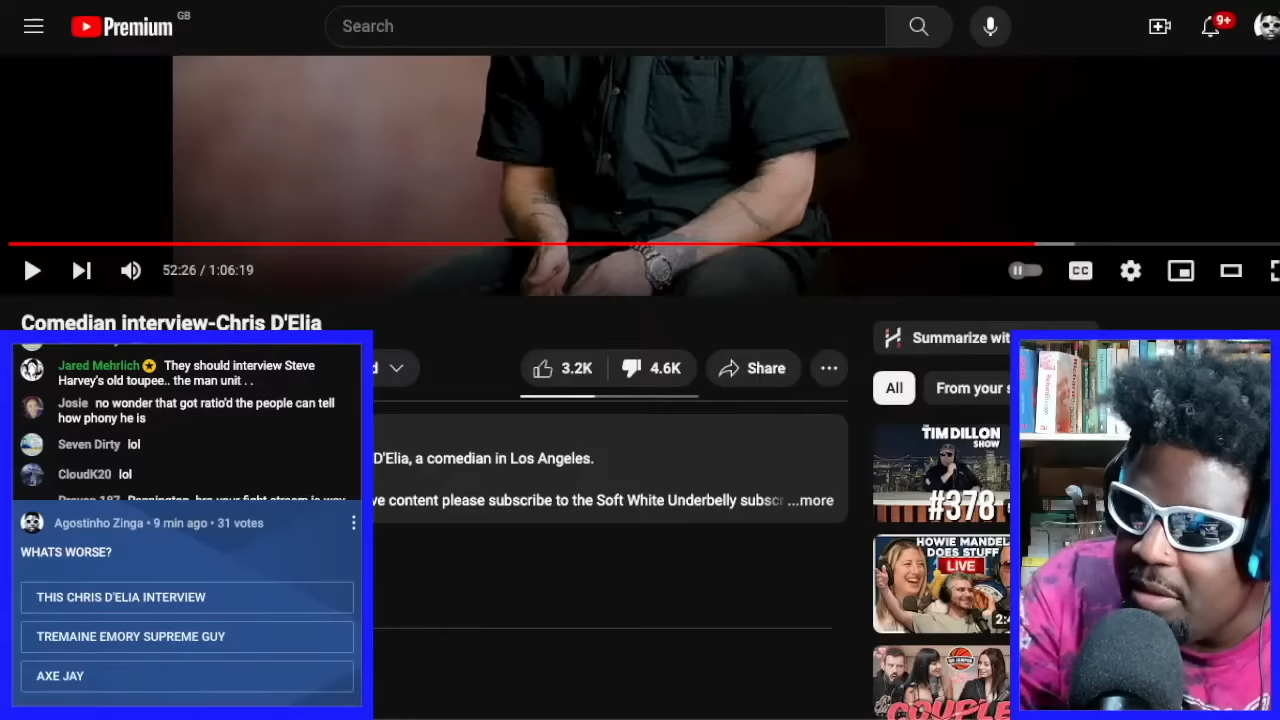 Premium GB
Search
9+
52:26 / 1:06:19
CC
Comedian interview-Chris D'Elia
3.2K
4.6K
Share
Summarize wit
All
From your s
Jared Mehrlich They should interview Steve
Harvey's old toupee.. the man unit . .
Josie no wonder that got ratio'd the people can tell
how phony he is
Seven Dirty lol
CloudK20 lol
D'Elia, a comedian in Los Angeles.
ve content please subscribe to the Soft White Underbelly subsc ...more
Agostinho Zinga • 9 min ago • 31 votes
WHATS WORSE?
THIS CHRIS D'ELIA INTERVIEW
TREMAINE EMORY SUPREME GUY
AXE JAY
TIM DILLON
SHOW
#378
HOWIE MANDEL
DOES STUFF
LIVE
2:4
COUPLE